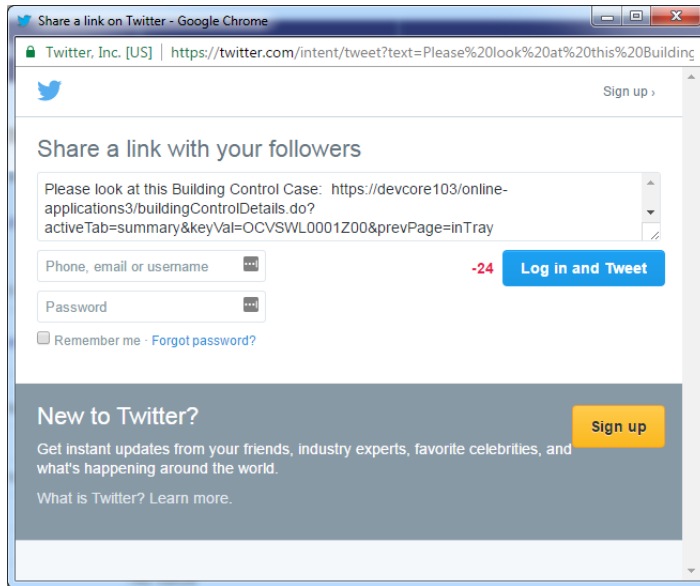 Share a link on Twitter - Google Chrome
Twitter, Inc. [US] | https://twitter.com/intent/tweet?text=Please%20look%20at%20this%20Building
Sign up ›
Share a link with your followers
Please look at this Building Control Case:  https://devcore103/online-
applications3/buildingControlDetails.do?
activeTab=summary&keyVal=OCVSWL0001Z00&prevPage=inTray
Phone, email or username
-24
Log in and Tweet
Password
Remember me · Forgot password?
New to Twitter?
Sign up
Get instant updates from your friends, industry experts, favorite celebrities, and
what's happening around the world.
What is Twitter? Learn more.